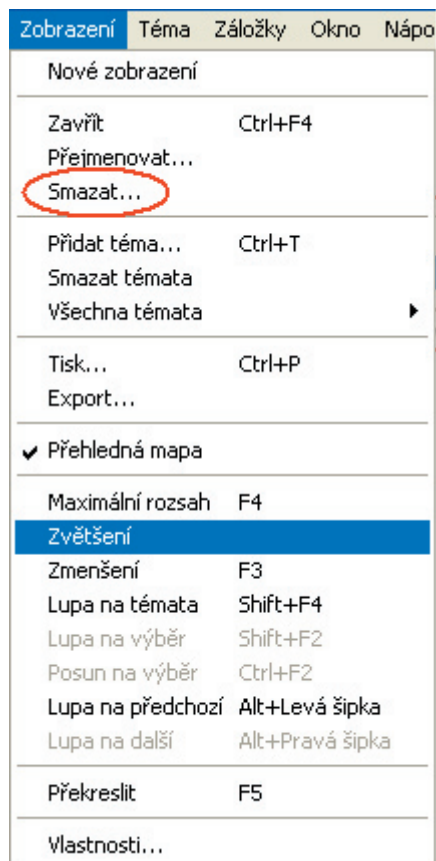 Zobrazení Téma Záložky Okno Nápo
Nové zobrazení
Zavřít Ctrl+F4
Přejmenovat...
Smazat...
Přidat téma... Ctrl+T
Smazat témata
Všechna témata
Tisk... Ctrl+P
Export...
Přehledná mapa
Maximální rozsah F4
Zvětšení
Zmenšení F3
Lupa na témata Shift+F4
Lupa na výběr Shift+F2
Posun na výběr Ctrl+F2
Lupa na předchozí Alt+Levá šipka
Lupa na další Alt+Pravá šipka
Překreslit F5
Vlastnosti...